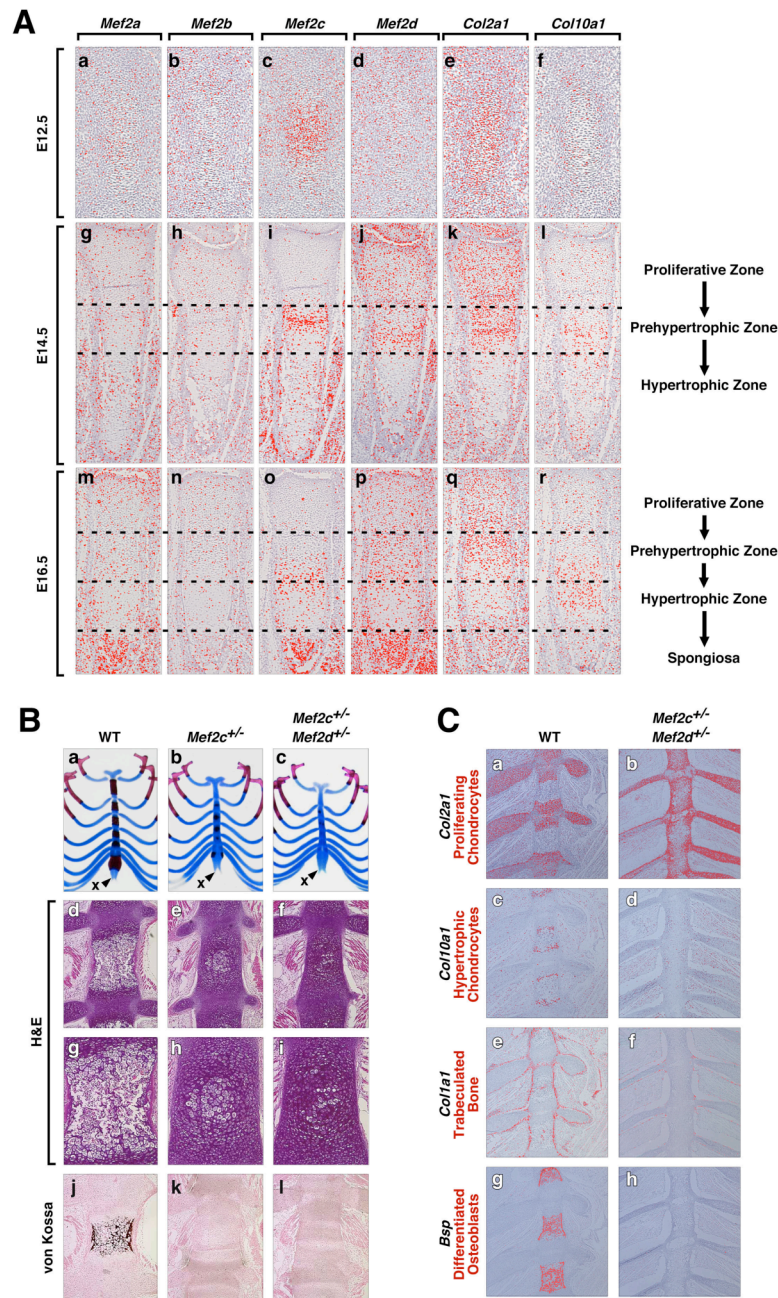 A
Mef2a Mef2b Mef2c Mef2d Col2a1 Col10a1
E12.5
a b c d e f
E14.5
g h i j k l
Proliferative Zone
Prehypertrophic Zone
Hypertrophic Zone
E16.5
m n o p q r
Proliferative Zone
Prehypertrophic Zone
Hypertrophic Zone
Spongiosa
B
WT Mef2c+/- Mef2c+/-
Mef2d+/-
a b c
x x x
H&E
d e f
g h i
von Kossa
j k l
C
WT Mef2c+/-
Mef2d+/-
Col2a1
Proliferating
Chondrocytes
a b
Col10a1
Hypertrophic
Chondrocytes
c d
Col1a1
Trabeculated
Bone
e f
Bsp
Differentiated
Osteoblasts
g h